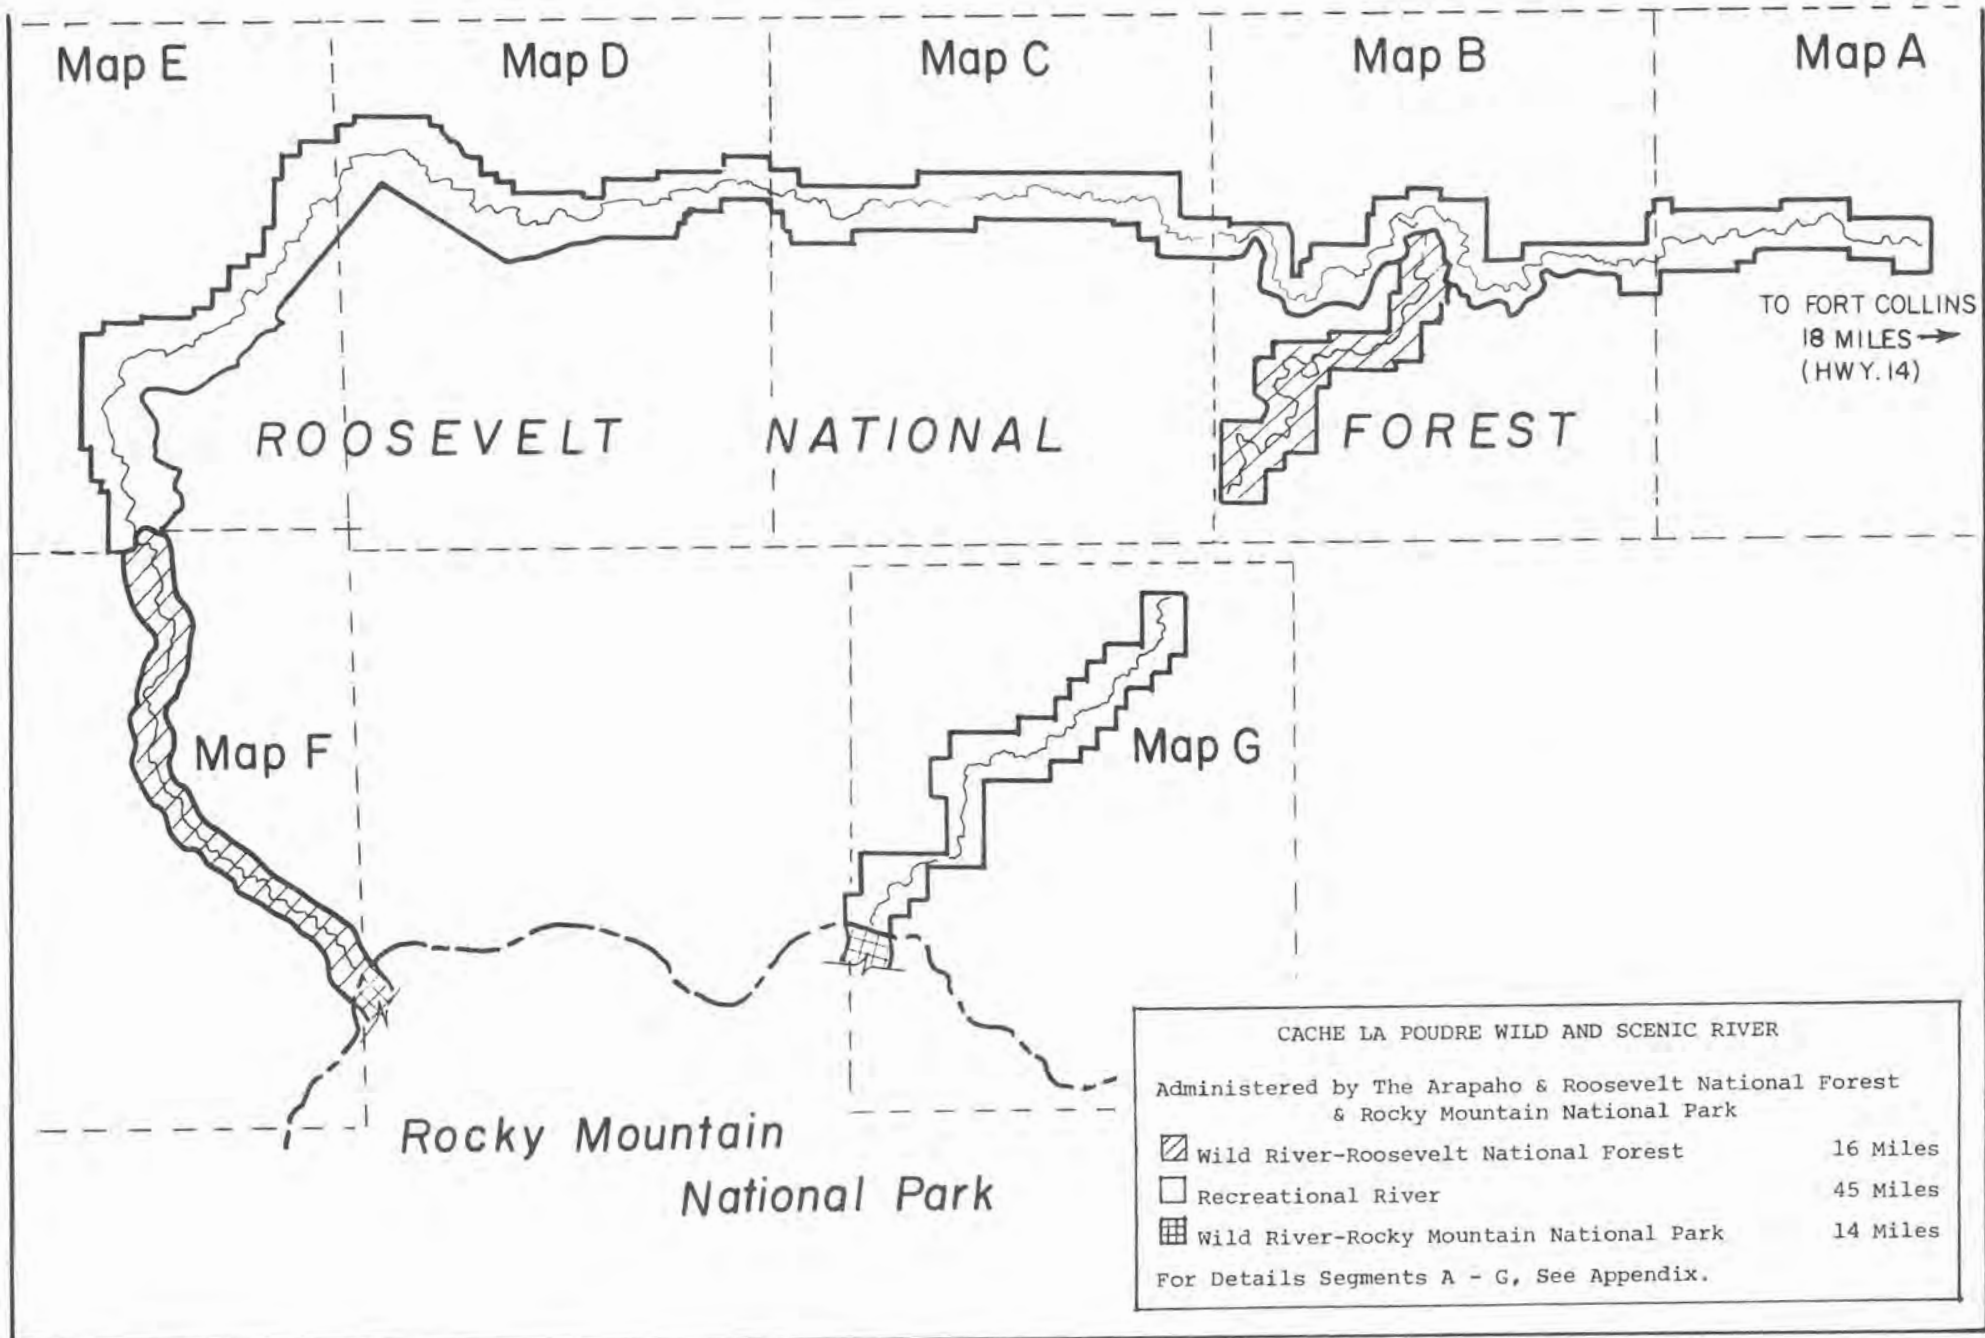 Map E
Map D
Map C
Map B
Map A
TO FORT COLLINS
18 MILES
(HWY. 14)
ROOSEVELT NATIONAL FOREST
Map F
Map G
Rocky Mountain
National Park
CACHE LA POUDRE WILD AND SCENIC RIVER
Administered by The Arapaho & Roosevelt National Forest
& Rocky Mountain National Park
Wild River-Roosevelt National Forest 16 Miles
Recreational River 45 Miles
Wild River-Rocky Mountain National Park 14 Miles
For Details Segments A - G, See Appendix.